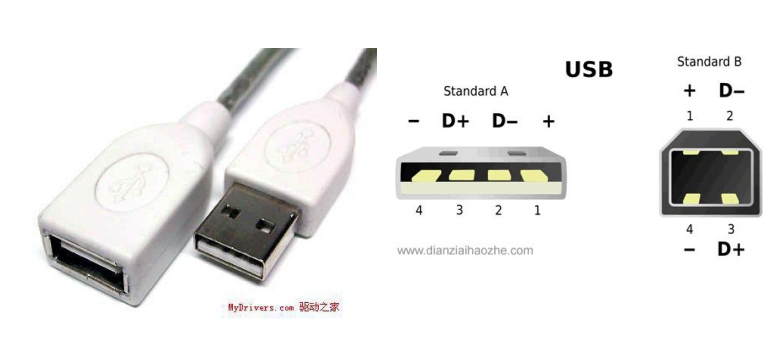 MyDrivers.com 驱动之家
USB
Standard A
− D+ D− +
4 3 2 1
www.dianziaihaozhe.com
Standard B
+ D−
1 2
4 3
− D+